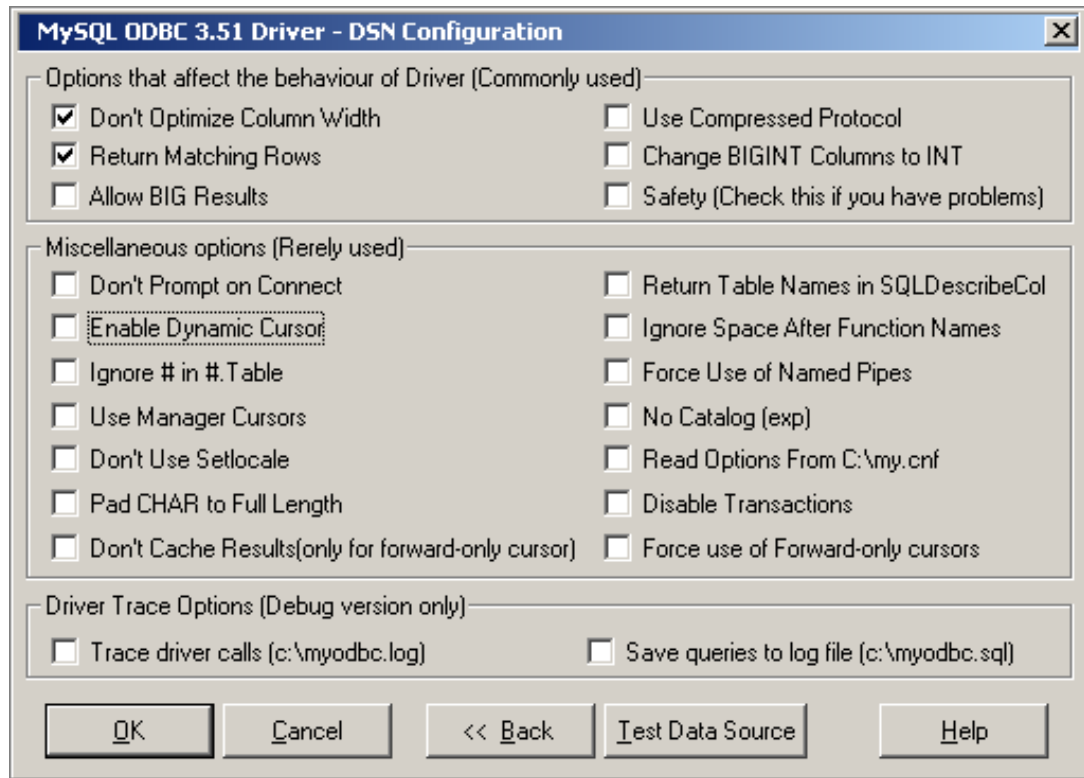 MySQL ODBC 3.51 Driver - DSN Configuration
Options that affect the behaviour of Driver (Commonly used)
Don't Optimize Column Width
Use Compressed Protocol
Return Matching Rows
Change BIGINT Columns to INT
Allow BIG Results
Safety (Check this if you have problems)
Miscellaneous options (Rerely used)
Don't Prompt on Connect
Return Table Names in SQLDescribeCol
Enable Dynamic Cursor
Ignore Space After Function Names
Ignore # in #.Table
Force Use of Named Pipes
Use Manager Cursors
No Catalog (exp)
Don't Use Setlocale
Read Options From C:\my.cnf
Pad CHAR to Full Length
Disable Transactions
Don't Cache Results(only for forward-only cursor)
Force use of Forward-only cursors
Driver Trace Options (Debug version only)
Trace driver calls (c:\myodbc.log)
Save queries to log file (c:\myodbc.sql)
OK
Cancel
<< Back
Test Data Source
Help